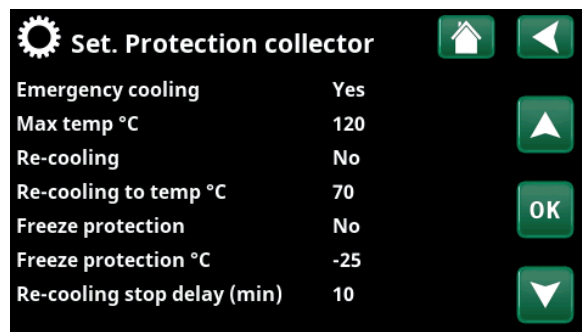 Set. Protection collector
Emergency cooling Yes
Max temp °C 120
Re-cooling No
Re-cooling to temp °C 70
Freeze protection No
Freeze protection °C -25
Re-cooling stop delay (min) 10
OK